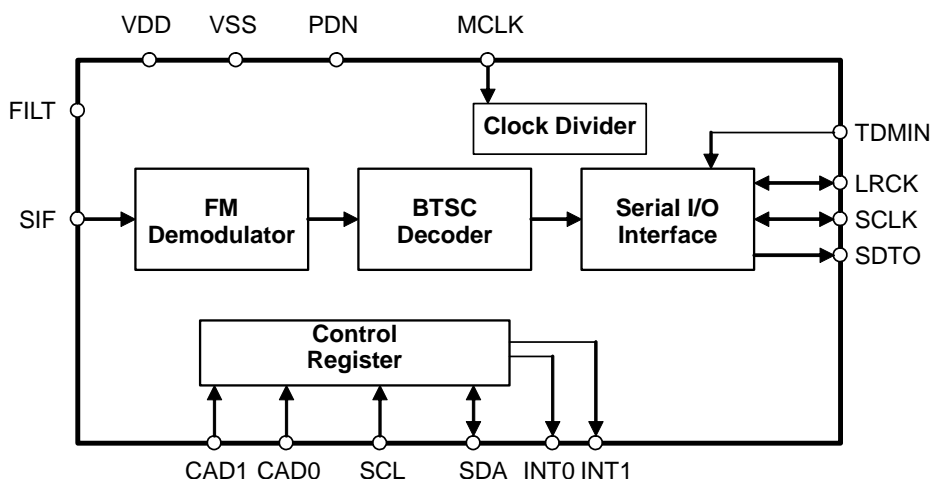 VDD VSS PDN MCLK
FILT
Clock Divider
TDMIN
LRCK
SIF
FM
Demodulator
BTSC
Decoder
Serial I/O
Interface
SCLK
SDTO
Control
Register
CAD1 CAD0 SCL SDA INT0 INT1